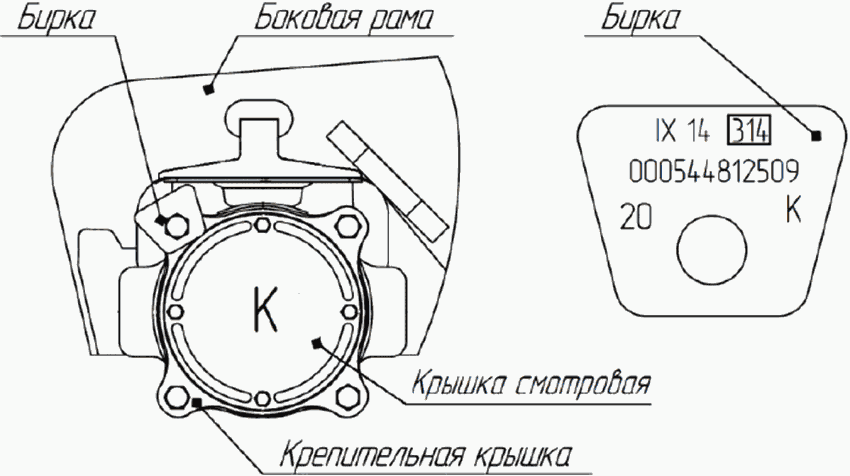 Бирка
Боковая рама
Бирка
IX 14 314
000544812509
20 К
К
Крышка смотровая
Крепительная крышка